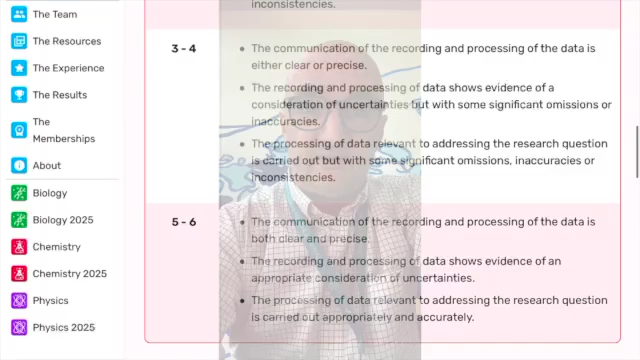 The Team
The Resources
The Experience
The Results
The
Memberships
About
Biology
Biology 2025
Chemistry
Chemistry 2025
Physics
Physics 2025
inconsistencies.
3 - 4
• The communication of the recording and processing of the data is
either clear or precise.
• The recording and processing of data shows evidence of a
consideration of uncertainties but with some significant omissions or
inaccuracies.
• The processing of data relevant to addressing the research question
is carried out but with some significant omissions, inaccuracies or
inconsistencies.
5 - 6
• The communication of the recording and processing of the data is
both clear and precise.
• The recording and processing of data shows evidence of an
appropriate consideration of uncertainties.
• The processing of data relevant to addressing the research question
is carried out appropriately and accurately.